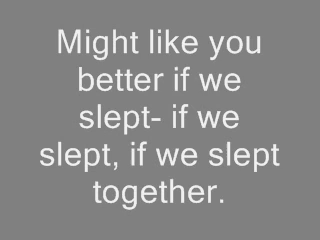 Might like you
better if we
slept- if we
slept, if we slept
together.